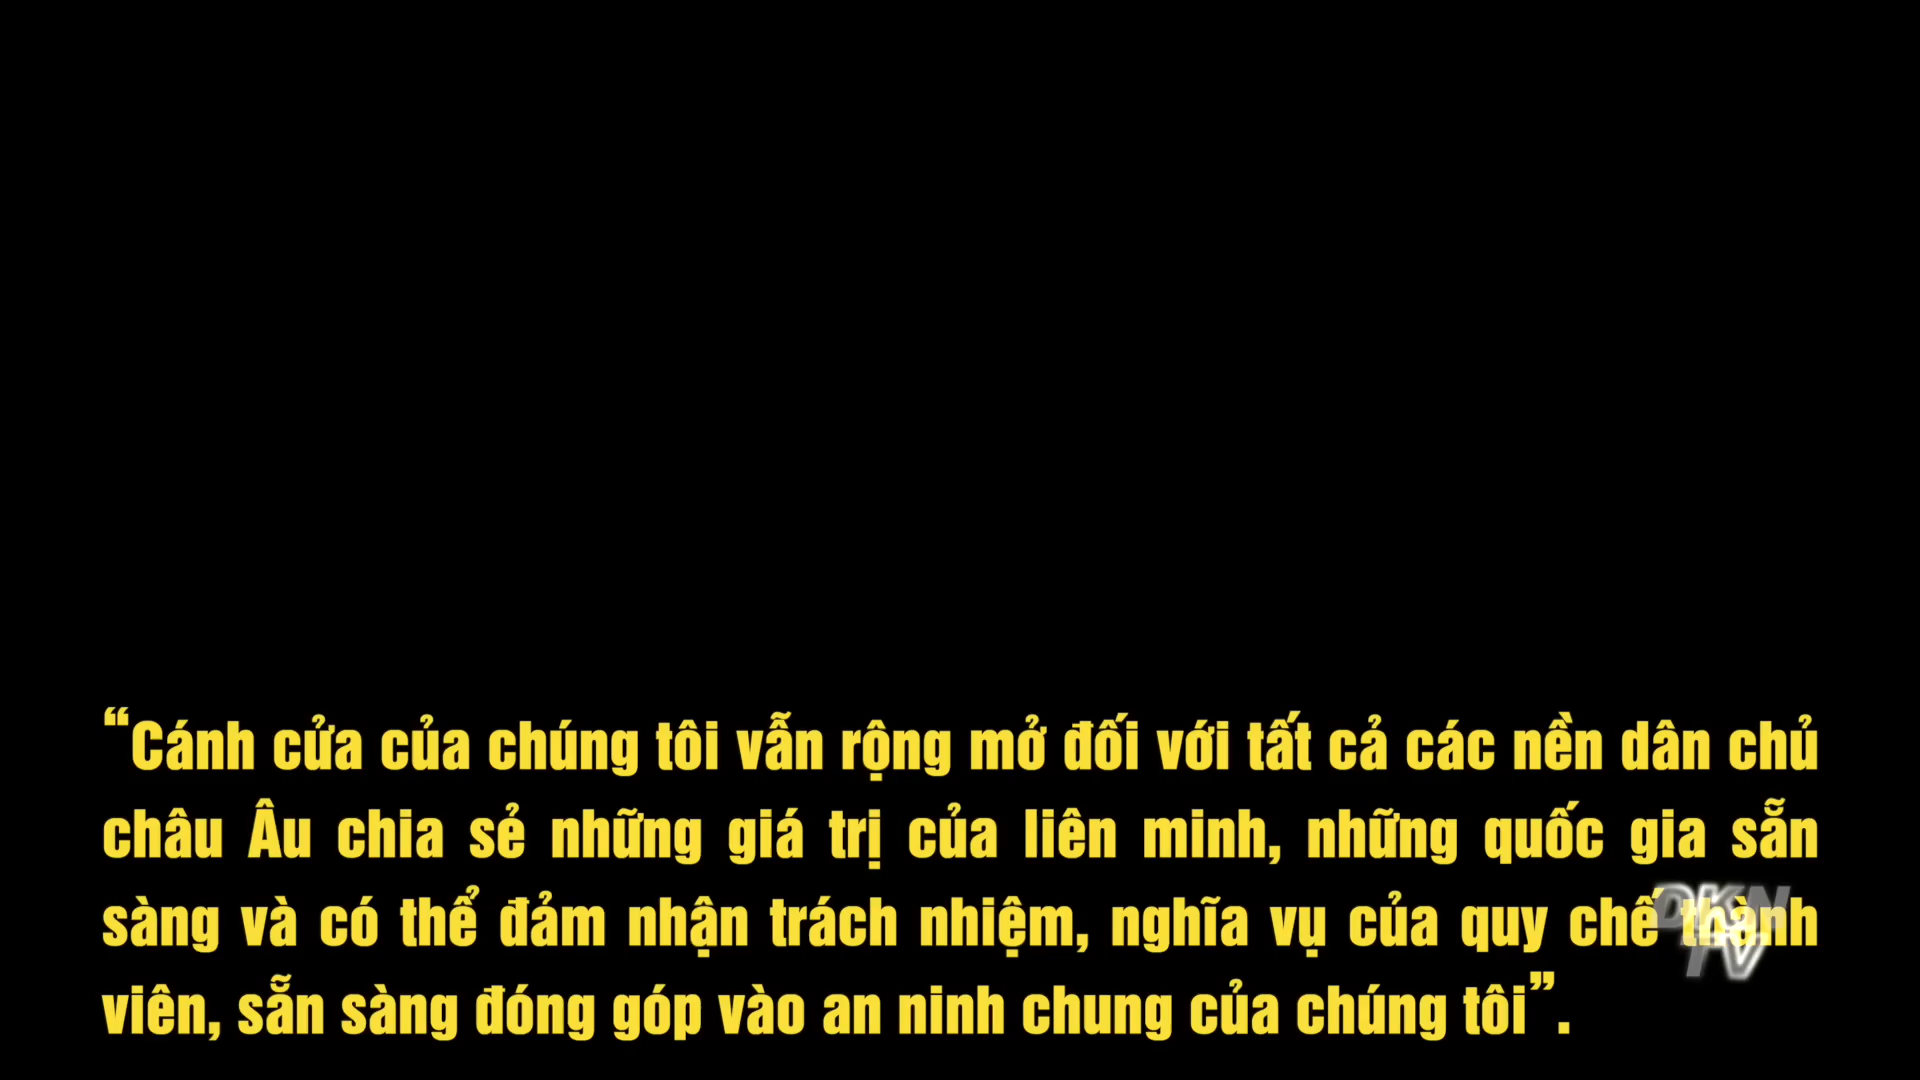 “Cánh cửa của chúng tôi vẫn rộng mở đối với tất cả các nền dân chủ
châu Âu chia sẻ những giá trị của liên minh, những quốc gia sẵn
sàng và có thể đảm nhận trách nhiệm, nghĩa vụ của quy chế thành
viên, sẵn sàng đóng góp vào an ninh chung của chúng tôi”.
DKN
TV